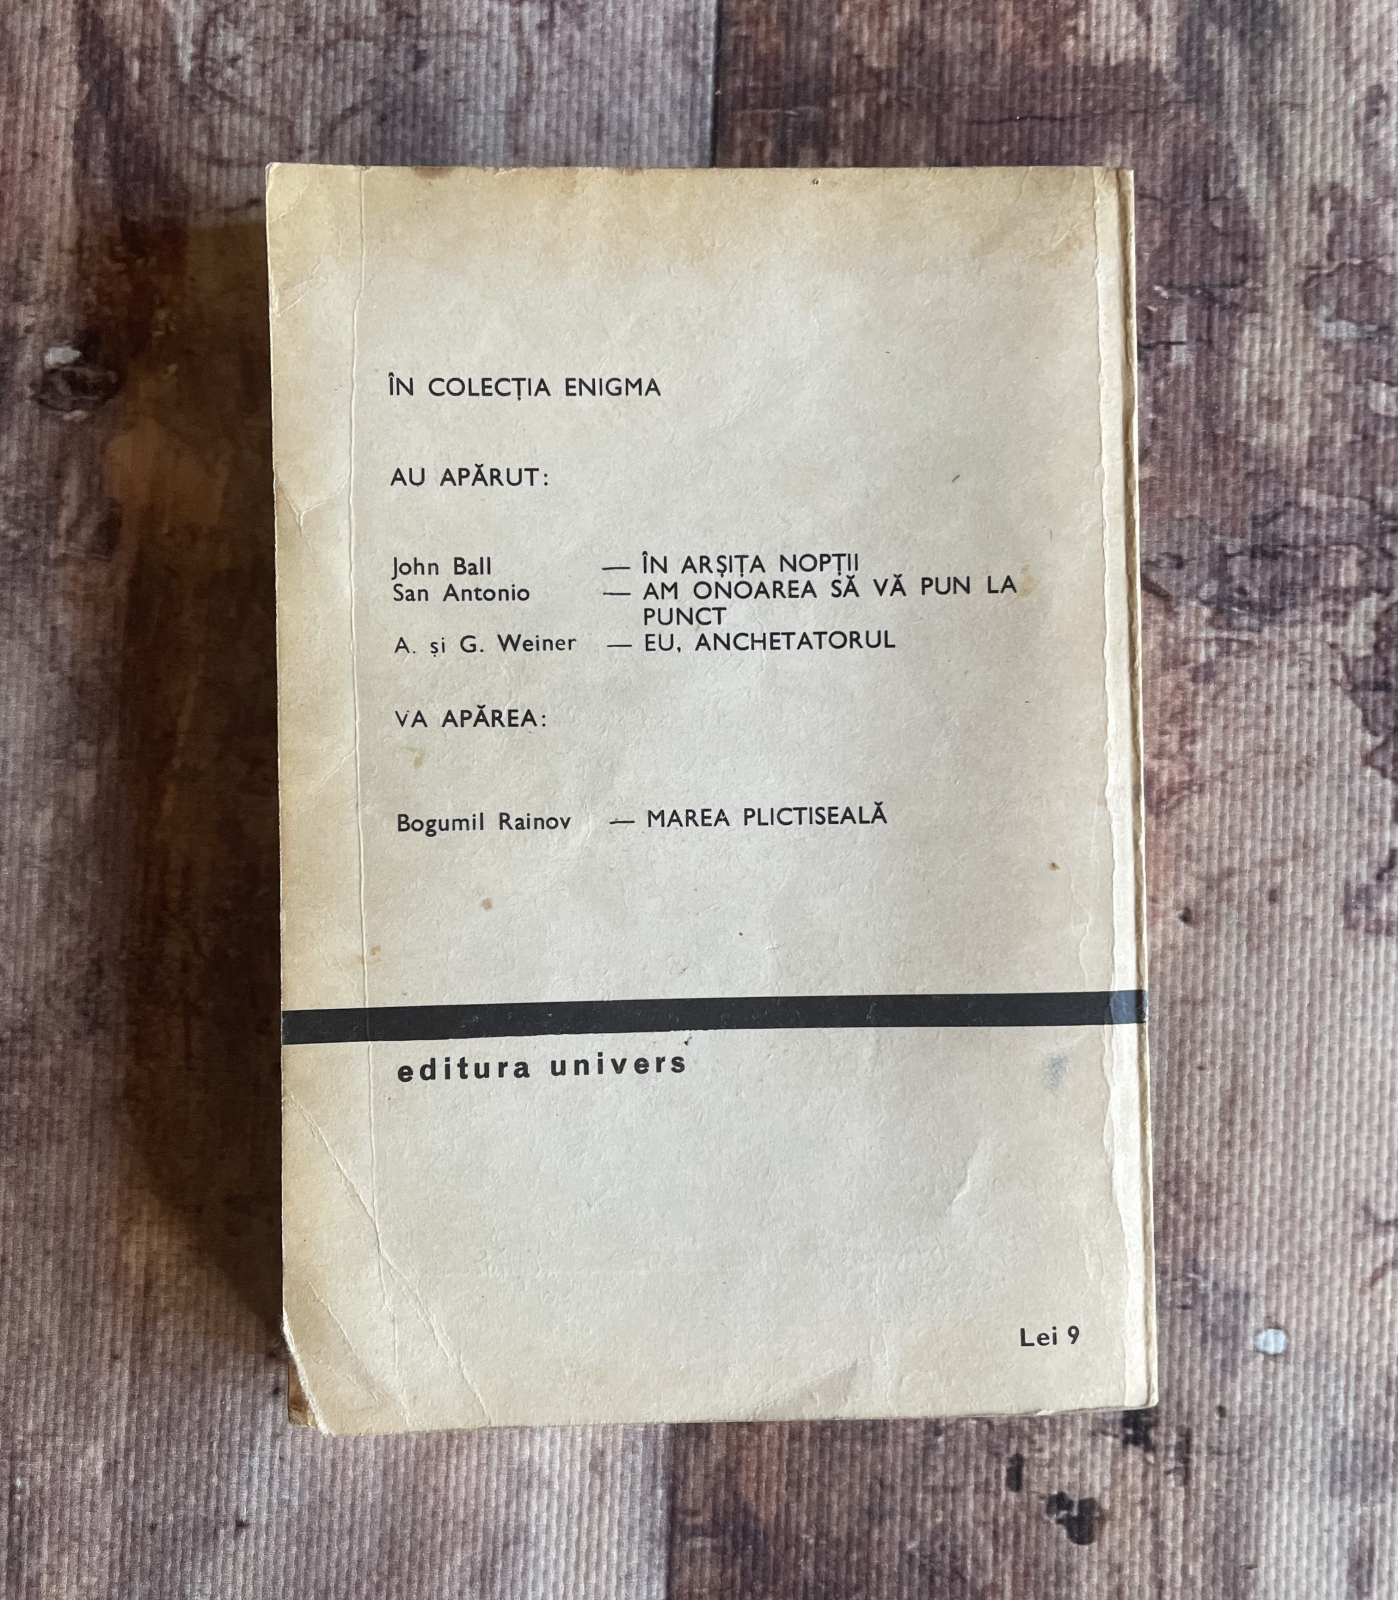 ÎN COLECȚIA ENIGMA
AU APĂRUT:
John Ball — ÎN ARȘIȚA NOPȚII
San Antonio — AM ONOAREA SĂ VĂ PUN LA
PUNCT
A. și G. Weiner — EU, ANCHETATORUL
VA APĂREA:
Bogumil Rainov — MAREA PLICTISEALĂ
editura univers
Lei 9